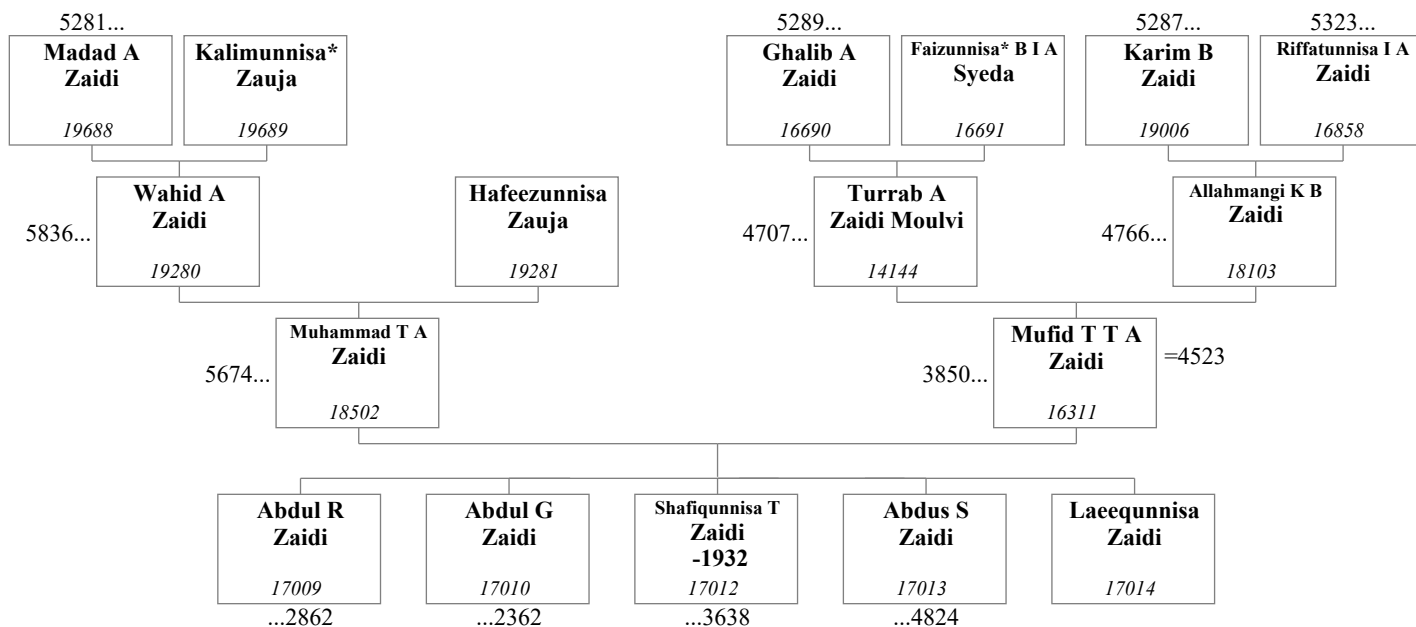 5281... 5289... 5287... 5323...
Madad A Kalimunnisa* Ghalib A Faizunnisa* B I A Karim B Riffatunnisa I A
Zaidi Zauja Zaidi Syeda Zaidi Zaidi
19688 19689 16690 16691 19006 16858
Wahid A Hafeezunnisa Turrab A Allahmangi K B
Zaidi Zauja Zaidi Moulvi Zaidi
5836... 4707... 4766...
19280 19281 14144 18103
Muhammad T A Mufid T T A
Zaidi Zaidi =4523
5674... 3850...
18502 16311
Abdul R Abdul G Shafiqunnisa T Abdus S Laeequnnisa
Zaidi Zaidi Zaidi Zaidi Zaidi
-1932
17009 17010 17012 17013 17014
...2862 ...2362 ...3638 ...4824